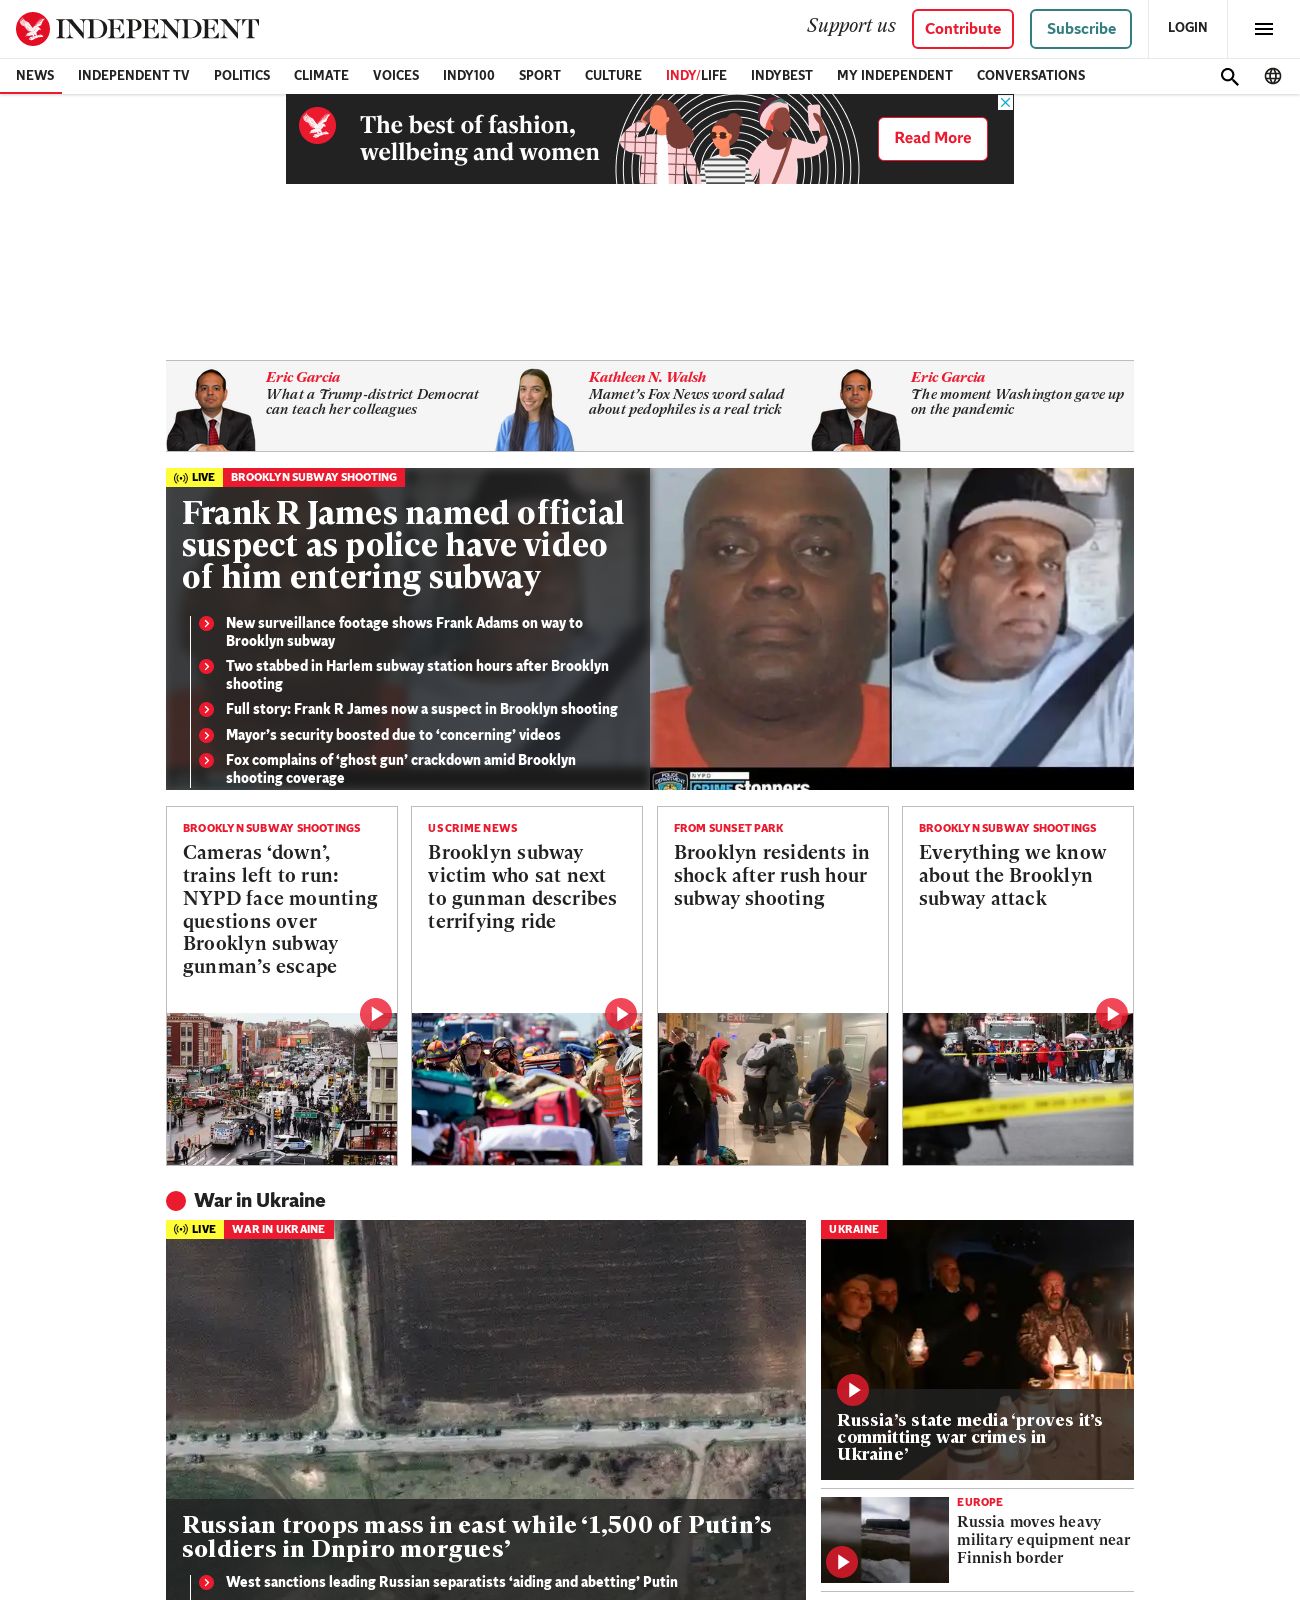 INDEPENDENT
Support us
Contribute
Subscribe
LOGIN
NEWS
INDEPENDENT TV
POLITICS
CLIMATE
VOICES
INDY100
SPORT
CULTURE
INDY/LIFE
INDYBEST
MY INDEPENDENT
CONVERSATIONS
The best of fashion,
wellbeing and women
Read More
Eric Garcia
What a Trump-district Democrat
can teach her colleagues
Kathleen N. Walsh
Mamet’s Fox News word salad
about pedophiles is a real trick
Eric Garcia
The moment Washington gave up
on the pandemic
LIVE
BROOKLYN SUBWAY SHOOTING
Frank R James named official
suspect as police have video
of him entering subway
New surveillance footage shows Frank Adams on way to
Brooklyn subway
Two stabbed in Harlem subway station hours after Brooklyn
shooting
Full story: Frank R James now a suspect in Brooklyn shooting
Mayor’s security boosted due to ‘concerning’ videos
Fox complains of ‘ghost gun’ crackdown amid Brooklyn
shooting coverage
POLICE
NYPD
CRIME stoppers
BROOKLYN SUBWAY SHOOTINGS
Cameras ‘down’,
trains left to run:
NYPD face mounting
questions over
Brooklyn subway
gunman’s escape
US CRIME NEWS
Brooklyn subway
victim who sat next
to gunman describes
terrifying ride
FROM SUNSET PARK
Brooklyn residents in
shock after rush hour
subway shooting
Exit
BROOKLYN SUBWAY SHOOTINGS
Everything we know
about the Brooklyn
subway attack
War in Ukraine
LIVE
WAR IN UKRAINE
Russian troops mass in east while ‘1,500 of Putin’s
soldiers in Dnpiro morgues’
West sanctions leading Russian separatists ‘aiding and abetting’ Putin
UKRAINE
Russia’s state media ‘proves it’s
committing war crimes in
Ukraine’
EUROPE
Russia moves heavy
military equipment near
Finnish border